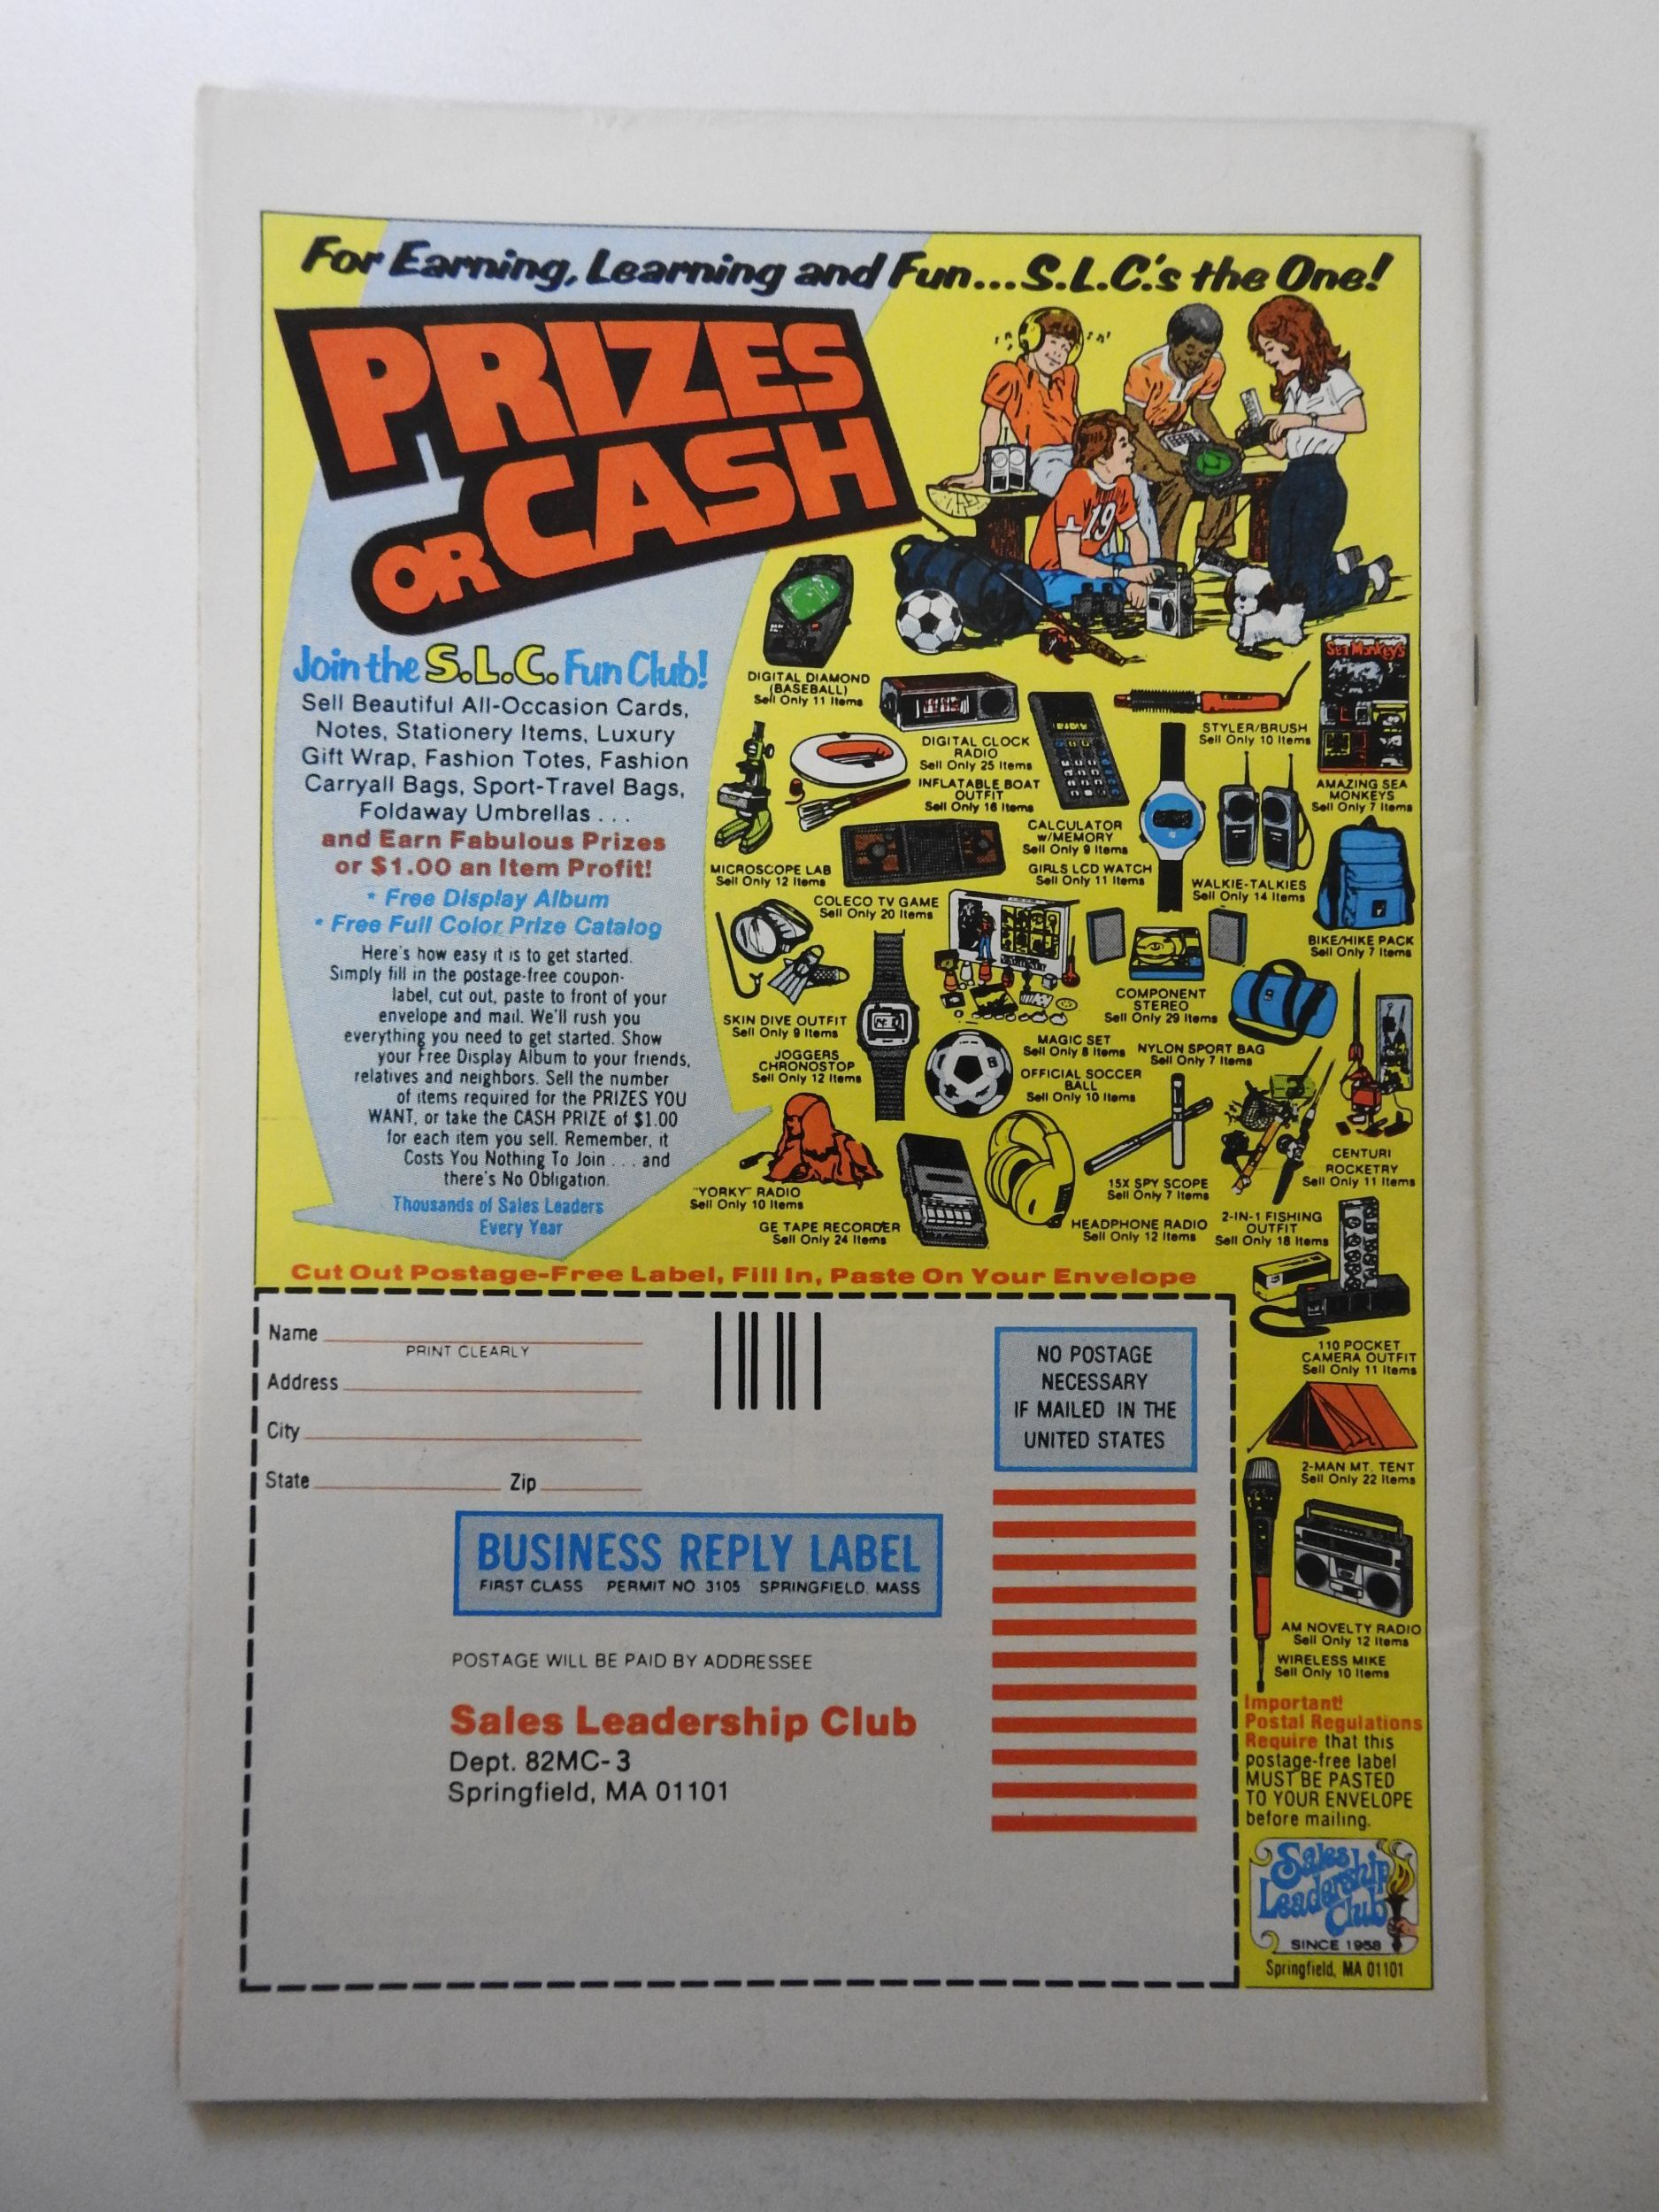 For Earning, Learning and Fun...S.L.C.'s the One!
PRIZES
OR CASH
Join the S.L.C. Fun Club!
Sell Beautiful All-Occasion Cards,
Notes, Stationery Items, Luxury
Gift Wrap, Fashion Totes, Fashion
Carryall Bags, Sport-Travel Bags,
Foldaway Umbrellas . . .
and Earn Fabulous Prizes
or $1.00 an Item Profit!
* Free Display Album
* Free Full Color Prize Catalog
Here's how easy it is to get started.
Simply fill in the postage-free coupon-
label, cut out, paste to front of your
envelope and mail. We'll rush you
everything you need to get started. Show
your Free Display Album to your friends,
relatives and neighbors. Sell the number
of items required for the PRIZES YOU
WANT, or take the CASH PRIZE of $1.00
for each item you sell. Remember, it
Costs You Nothing To Join . . . and
there's No Obligation.
Thousands of Sales Leaders
Every Year
19
DIGITAL DIAMOND
(BASEBALL)
Sell Only 11 Items
DIGITAL CLOCK
RADIO
Sell Only 25 Items
STYLER/BRUSH
Sell Only 10 Items
Sea Monkeys
AMAZING SEA
MONKEYS
Sell Only 7 Items
INFLATABLE BOAT
OUTFIT
Sell Only 16 Items
CALCULATOR
w/MEMORY
Sell Only 9 Items
MICROSCOPE LAB
Sell Only 12 Items
GIRLS LCD WATCH
Sell Only 11 Items
WALKIE-TALKIES
Sell Only 14 Items
COLECO TV GAME
Sell Only 20 Items
BIKE/HIKE PACK
Sell Only 7 Items
SKIN DIVE OUTFIT
Sell Only 9 Items
COMPONENT
STEREO
Sell Only 29 Items
MAGIC SET
Sell Only 8 Items
NYLON SPORT BAG
Sell Only 7 Items
JOGGERS
CHRONOSTOP
Sell Only 12 Items
OFFICIAL SOCCER
BALL
Sell Only 10 Items
CENTURI
ROCKETRY
Sell Only 11 Items
"YORKY" RADIO
Sell Only 10 Items
15X SPY SCOPE
Sell Only 7 Items
GE TAPE RECORDER
Sell Only 24 Items
HEADPHONE RADIO
Sell Only 12 Items
2-IN-1 FISHING
OUTFIT
Sell Only 18 Items
110 POCKET
CAMERA OUTFIT
Sell Only 11 Items
2-MAN MT. TENT
Sell Only 22 Items
AM NOVELTY RADIO
Sell Only 12 Items
WIRELESS MIKE
Sell Only 10 Items
Important!
Postal Regulations
Require that this
postage-free label
MUST BE PASTED
TO YOUR ENVELOPE
before mailing.
Sales
Leadership
Club
SINCE 1958
Springfield, MA 01101
Cut Out Postage-Free Label, Fill In, Paste On Your Envelope
Name
PRINT CLEARLY
Address
City
State Zip
NO POSTAGE
NECESSARY
IF MAILED IN THE
UNITED STATES
BUSINESS REPLY LABEL
FIRST CLASS PERMIT NO. 3105 SPRINGFIELD, MASS
POSTAGE WILL BE PAID BY ADDRESSEE
Sales Leadership Club
Dept. 82MC-3
Springfield, MA 01101